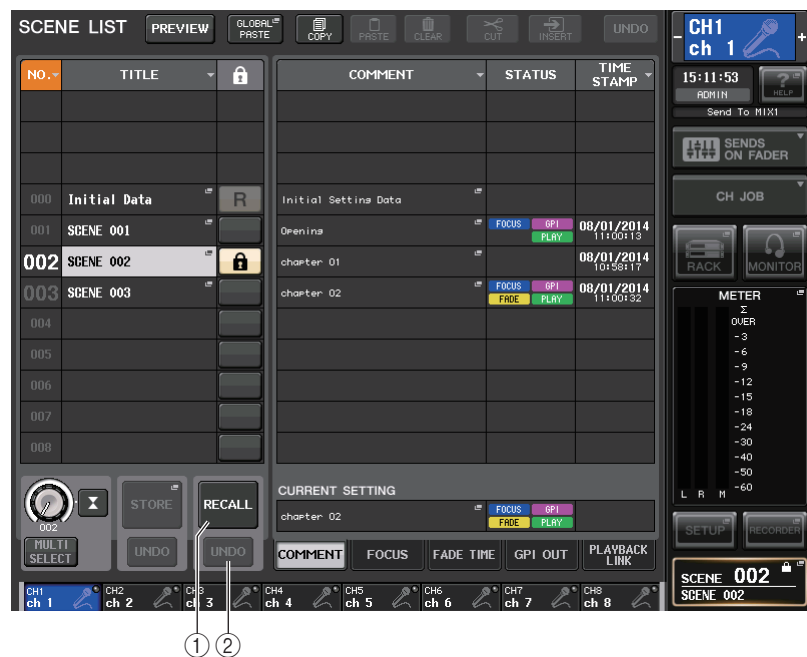 SCENE LIST PREVIEW GLOBAL PASTE COPY PASTE CLEAR CUT INSERT UNDO
CH1
- ch 1 +
NO. TITLE COMMENT STATUS TIME STAMP
15:11:53
ADMIN
? HELP
Send To MIX1
SENDS ON FADER
CH JOB
RACK MONITOR
000 Initial Data R Initial Setting Data
001 SCENE 001 Opening FOCUS GPI PLAY 08/01/2014 11:00:13
002 SCENE 002 chapter 01 08/01/2014 10:58:17
003 SCENE 003 chapter 02 FOCUS GPI FADE PLAY 08/01/2014 11:00:32
004
005
006
007
008
METER
Σ
OVER
-3
-6
-9
-12
-15
-18
-24
-30
-40
-50
-60
L R M
002
MULTI SELECT
STORE
UNDO
RECALL
UNDO
CURRENT SETTING
chapter 02 FOCUS GPI FADE PLAY
COMMENT FOCUS FADE TIME GPI OUT PLAYBACK LINK
SETUP RECORDER
SCENE 002
SCENE 002
CH1 CH2 CH3 CH4 CH5 CH6 CH7 CH8
ch 1 ch 2 ch 3 ch 4 ch 5 ch 6 ch 7 ch 8
① ②